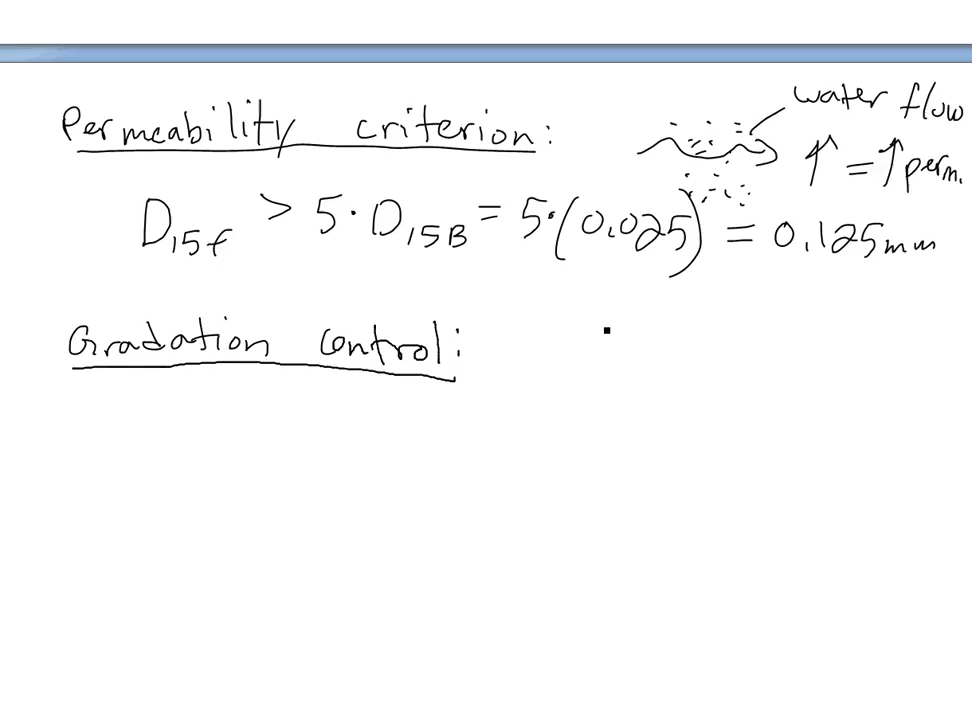 Permeability criterion:
water flow
↑ = ↑ perm.
D15f > 5·D15B = 5·(0.025) = 0.125mm
Gradation control: